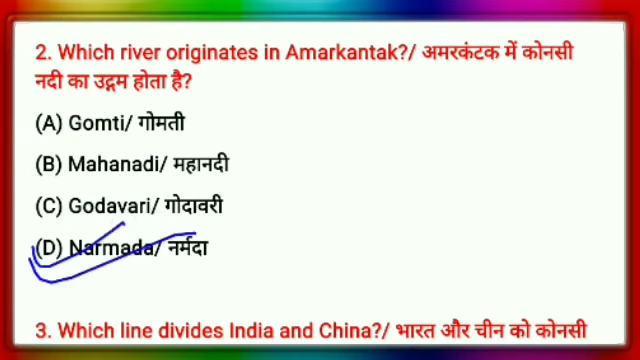 2. Which river originates in Amarkantak?/ अमरकंटक में कोनसी
नदी का उद्गम होता है?
(A) Gomti/ गोमती
(B) Mahanadi/ महानदी
(C) Godavari/ गोदावरी
(D) Narmada/ नर्मदा
3. Which line divides India and China?/ भारत और चीन को कोनसी